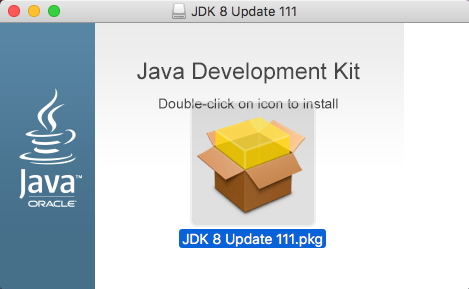 JDK 8 Update 111
Java Development Kit
Double-click on icon to install
Java™
ORACLE
JDK 8 Update 111.pkg